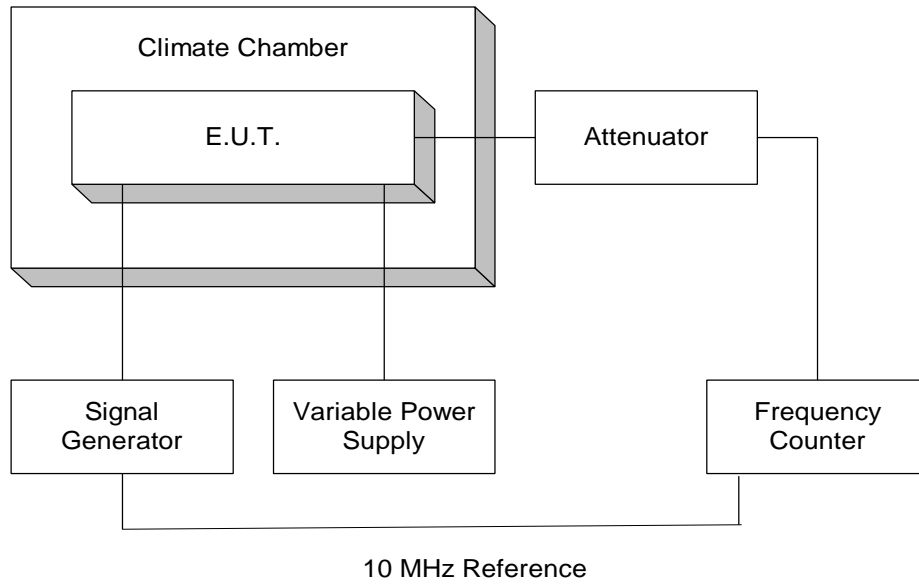 Climate Chamber
E.U.T.
Attenuator
Signal
Generator
Variable Power
Supply
Frequency
Counter
10 MHz Reference